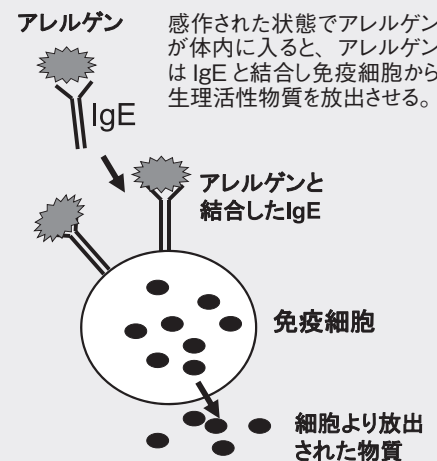 アレルゲン
感作された状態でアレルゲン
が体内に入ると、アレルゲン
は IgE と結合し免疫細胞から
生理活性物質を放出させる。
IgE
アレルゲンと
結合したIgE
免疫細胞
細胞より放出
された物質